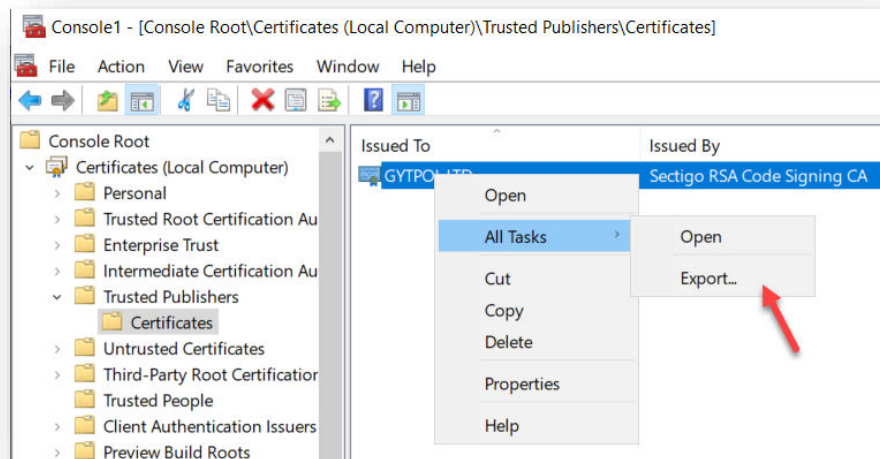 Console1 - [Console Root\Certificates (Local Computer)\Trusted Publishers\Certificates]
File Action View Favorites Window Help
Console Root
Certificates (Local Computer)
Personal
Trusted Root Certification Au
Enterprise Trust
Intermediate Certification Au
Trusted Publishers
Certificates
Untrusted Certificates
Third-Party Root Certification
Trusted People
Client Authentication Issuers
Preview Build Roots
Issued To Issued By
GYTPOL LTD Sectigo RSA Code Signing CA
Open
All Tasks
Cut
Copy
Delete
Properties
Help
Open
Export...